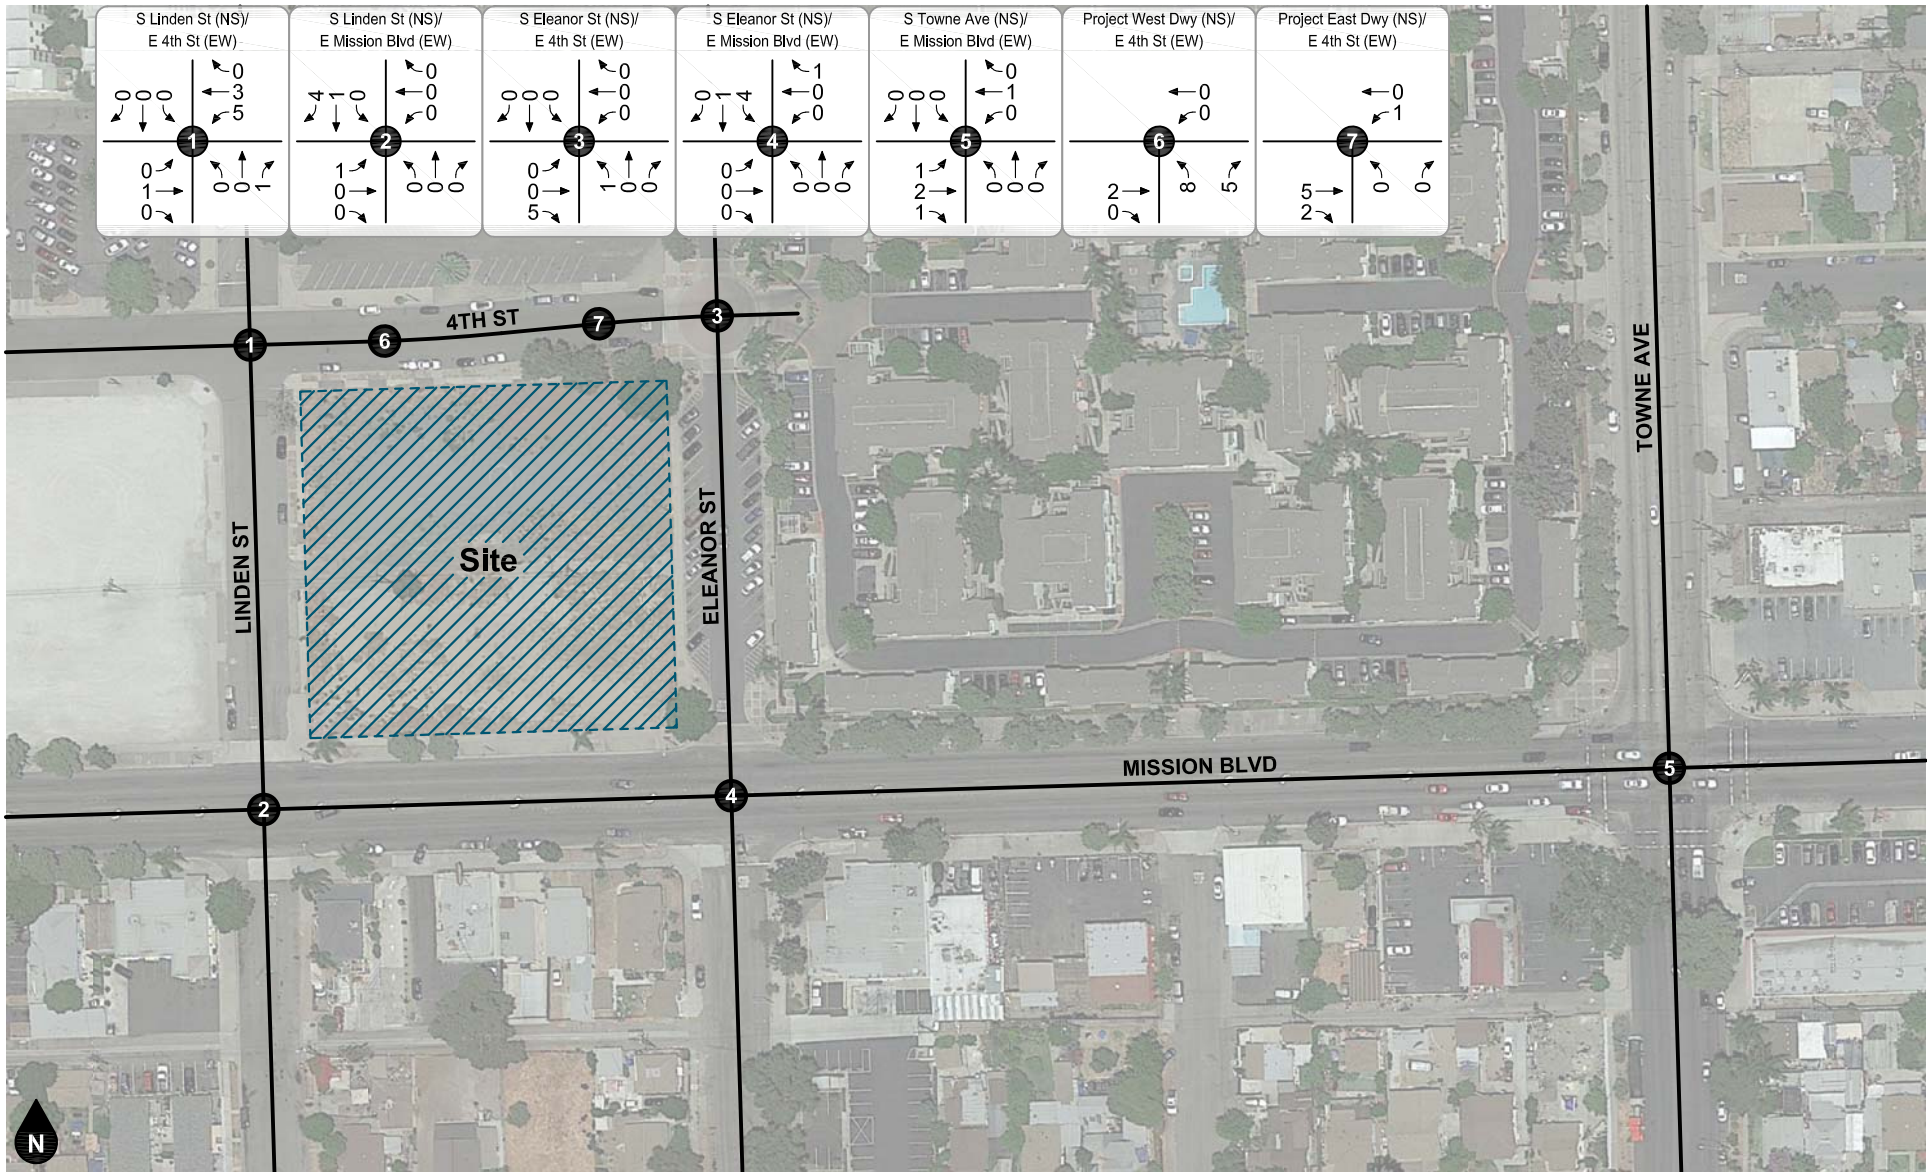 S Linden St (NS)/
E 4th St (EW)
0
3
5
0 0 0
1
0
1
0
0 0 1
S Linden St (NS)/
E Mission Blvd (EW)
0
0
0
4 1 0
2
1
0
0
0 0 0
S Eleanor St (NS)/
E 4th St (EW)
0
0
0
0 0 0
3
0
0
5
1 0 0
S Eleanor St (NS)/
E Mission Blvd (EW)
1
0
0
0 1 4
4
0
0
0
0 0 0
S Towne Ave (NS)/
E Mission Blvd (EW)
0
1
0
0 0 0
5
1
2
1
0 0 0
Project West Dwy (NS)/
E 4th St (EW)
0
0
6
2
0
8 5
Project East Dwy (NS)/
E 4th St (EW)
0
1
7
5
2
0 0
1
6
4TH ST
7
3
TOWNE AVE
LINDEN ST
Site
ELEANOR ST
2
4
MISSION BLVD
5
N